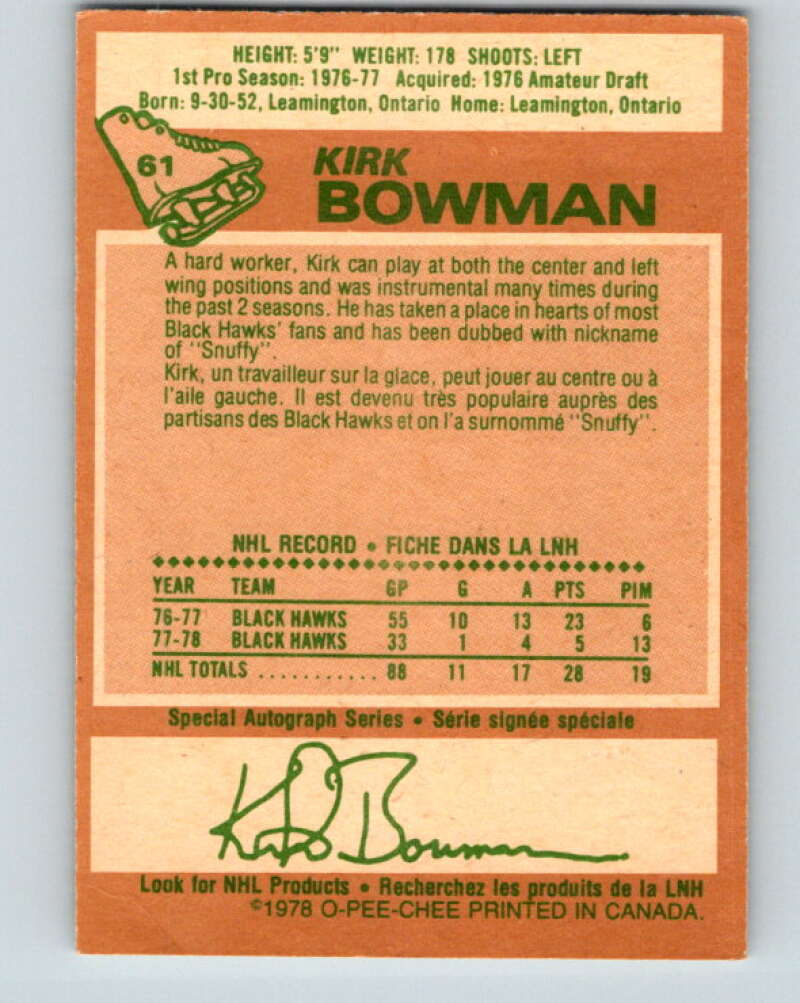 HEIGHT: 5'9" WEIGHT: 178 SHOOTS: LEFT
1st Pro Season: 1976-77 Acquired: 1976 Amateur Draft
Born: 9-30-52, Leamington, Ontario Home: Leamington, Ontario
61
KIRK
BOWMAN
A hard worker, Kirk can play at both the center and left
wing positions and was instrumental many times during
the past 2 seasons. He has taken a place in hearts of most
Black Hawks' fans and has been dubbed with nickname
of "Snuffy".
Kirk, un travailleur sur la glace, peut jouer au centre ou à
l'aile gauche. Il est devenu très populaire auprès des
partisans des Black Hawks et on l'a surnommé "Snuffy".
NHL RECORD • FICHE DANS LA LNH
YEAR TEAM GP G A PTS PIM
76-77 BLACK HAWKS 55 10 13 23 6
77-78 BLACK HAWKS 33 1 4 5 13
NHL TOTALS ........... 88 11 17 28 19
Special Autograph Series • Série signée spéciale
Kirk Bowman
Look for NHL Products • Recherchez les produits de la LNH
©1978 O-PEE-CHEE PRINTED IN CANADA.